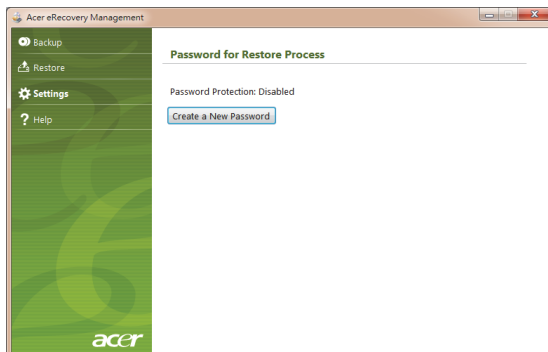 Acer eRecovery Management
Backup
Restore
Settings
? Help
Password for Restore Process
Password Protection: Disabled
Create a New Password
acer